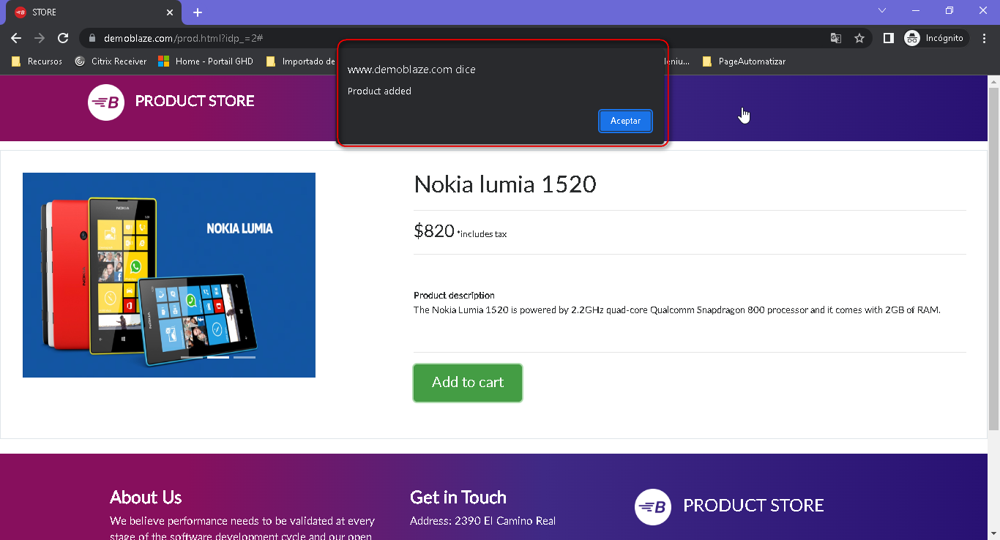 STORE
demoblaze.com/prod.html?idp_=2#
Incógnito
Recursos
Citrix Receiver
Home - Portail GHD
Importado de
leniu...
PageAutomatizar
www.demoblaze.com dice
Product added
Aceptar
PRODUCT STORE
NOKIA LUMIA
Nokia lumia 1520
$820 *includes tax
Product description
The Nokia Lumia 1520 is powered by 2.2GHz quad-core Qualcomm Snapdragon 800 processor and it comes with 2GB of RAM.
Add to cart
About Us
We believe performance needs to be validated at every
stage of the software development cycle and our open
Get in Touch
Address: 2390 El Camino Real
PRODUCT STORE